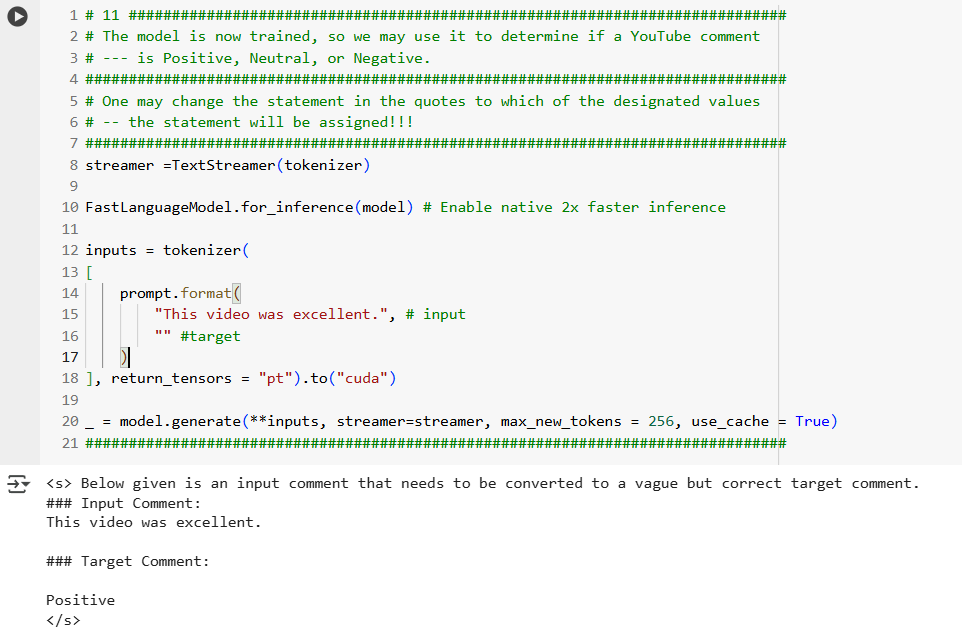 1 # 11 ############################################################################
2 # The model is now trained, so we may use it to determine if a YouTube comment
3 # --- is Positive, Neutral, or Negative.
4 #################################################################################
5 # One may change the statement in the quotes to which of the designated values
6 # -- the statement will be assigned!!!
7 #################################################################################
8 streamer =TextStreamer(tokenizer)
9
10 FastLanguageModel.for_inference(model) # Enable native 2x faster inference
11
12 inputs = tokenizer(
13 [
14     prompt.format(
15         "This video was excellent.", # input
16         "" #target
17     )
18 ], return_tensors = "pt").to("cuda")
19
20 _ = model.generate(**inputs, streamer=streamer, max_new_tokens = 256, use_cache = True)
21 #################################################################################
<s> Below given is an input comment that needs to be converted to a vague but correct target comment.
### Input Comment:
This video was excellent.
### Target Comment:
Positive
</s>